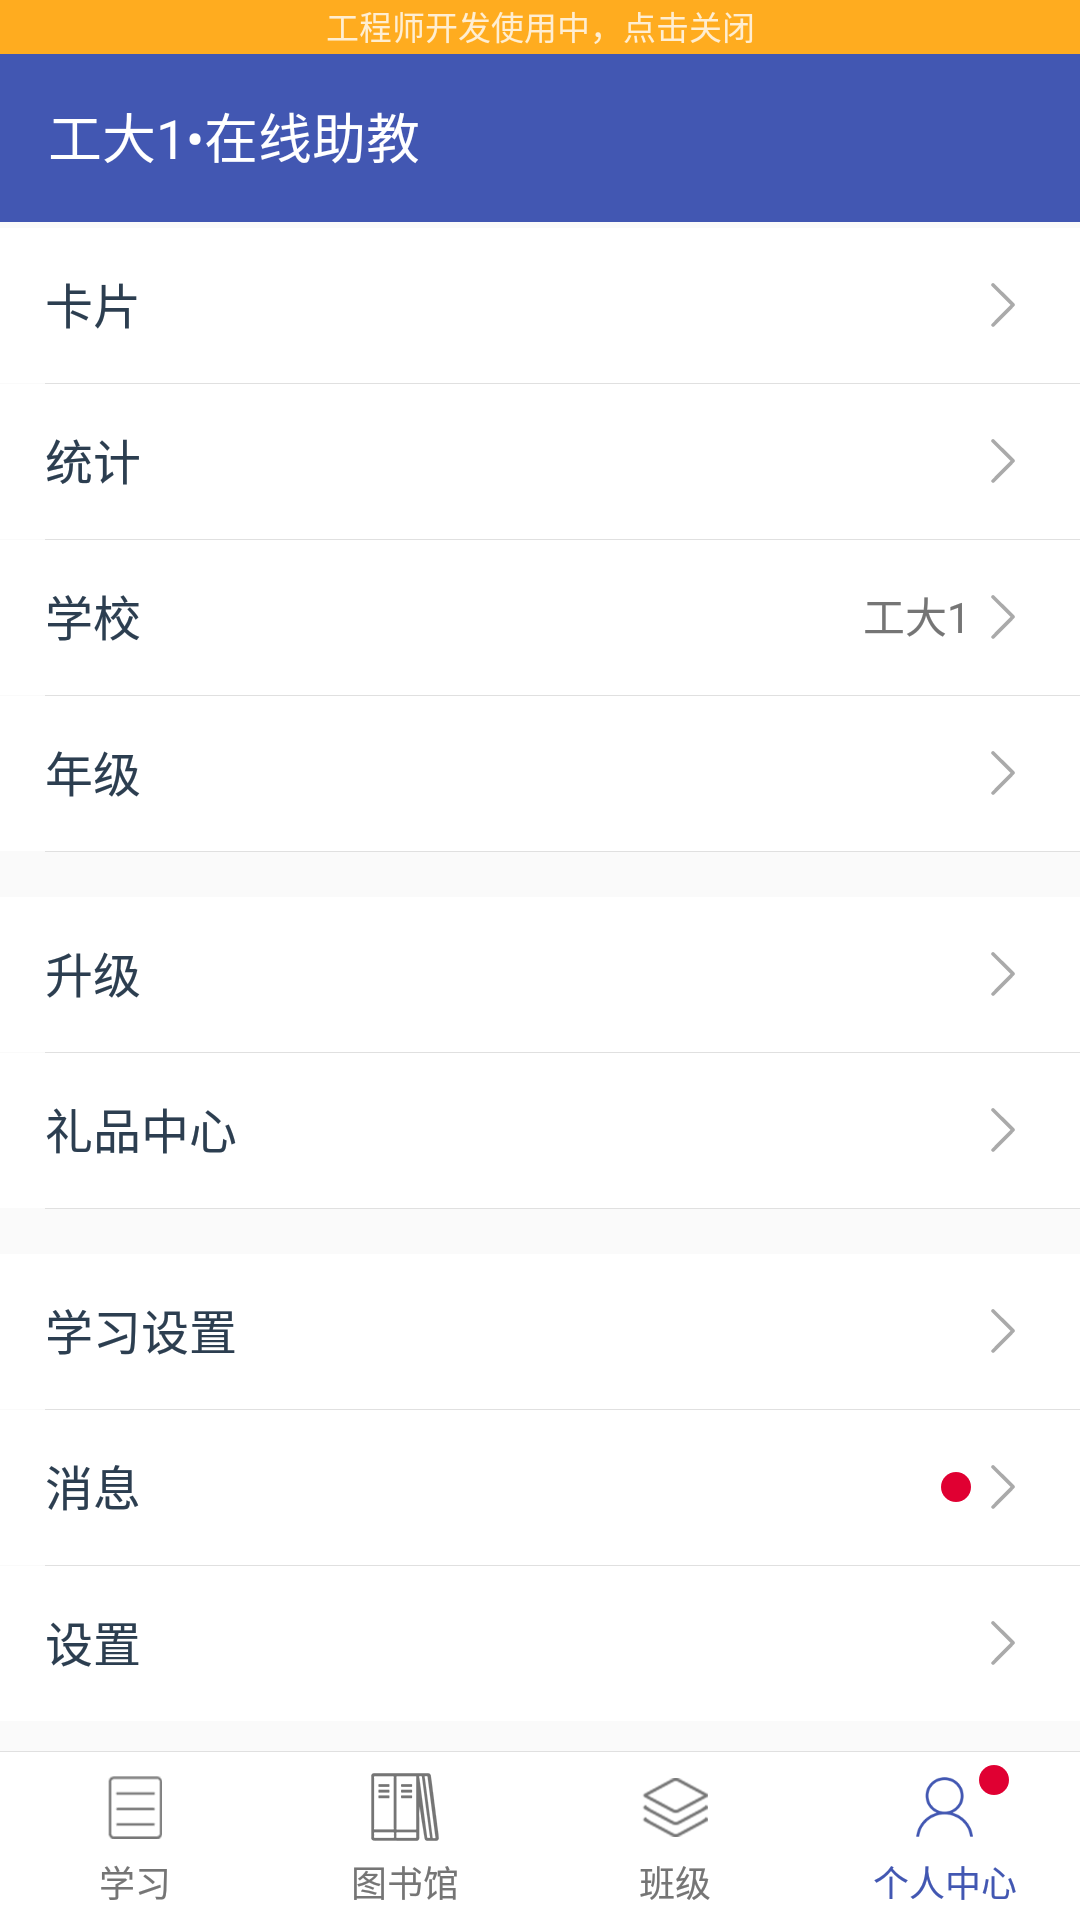 工程师开发使用中，点击关闭
工大1•在线助教
卡片
统计
学校 工大1
年级
升级
礼品中心
学习设置
消息
设置
学习 图书馆 班级 个人中心